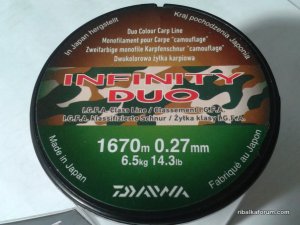 Duo Colour Carp Line
Monofilament pour Carpe "camouflage"
Zweifarbige monofile Karpfenschnur "camouflage"
Dwukolorowa żyłka karpiowa
In Japan hergestellt
Kraj pochodzenia Japonia
INFINITY
DUO
I.G.F.A. Class Line / Classement I.G.F.A.
I.G.F.A. klassifizierte Schnur / Żyłka klasy I.G.F.A.
1670m 0.27mm
6.5kg 14.3lb
DAIWA
Made in Japan
Fabriqué au Japon
ribalkaforum.com